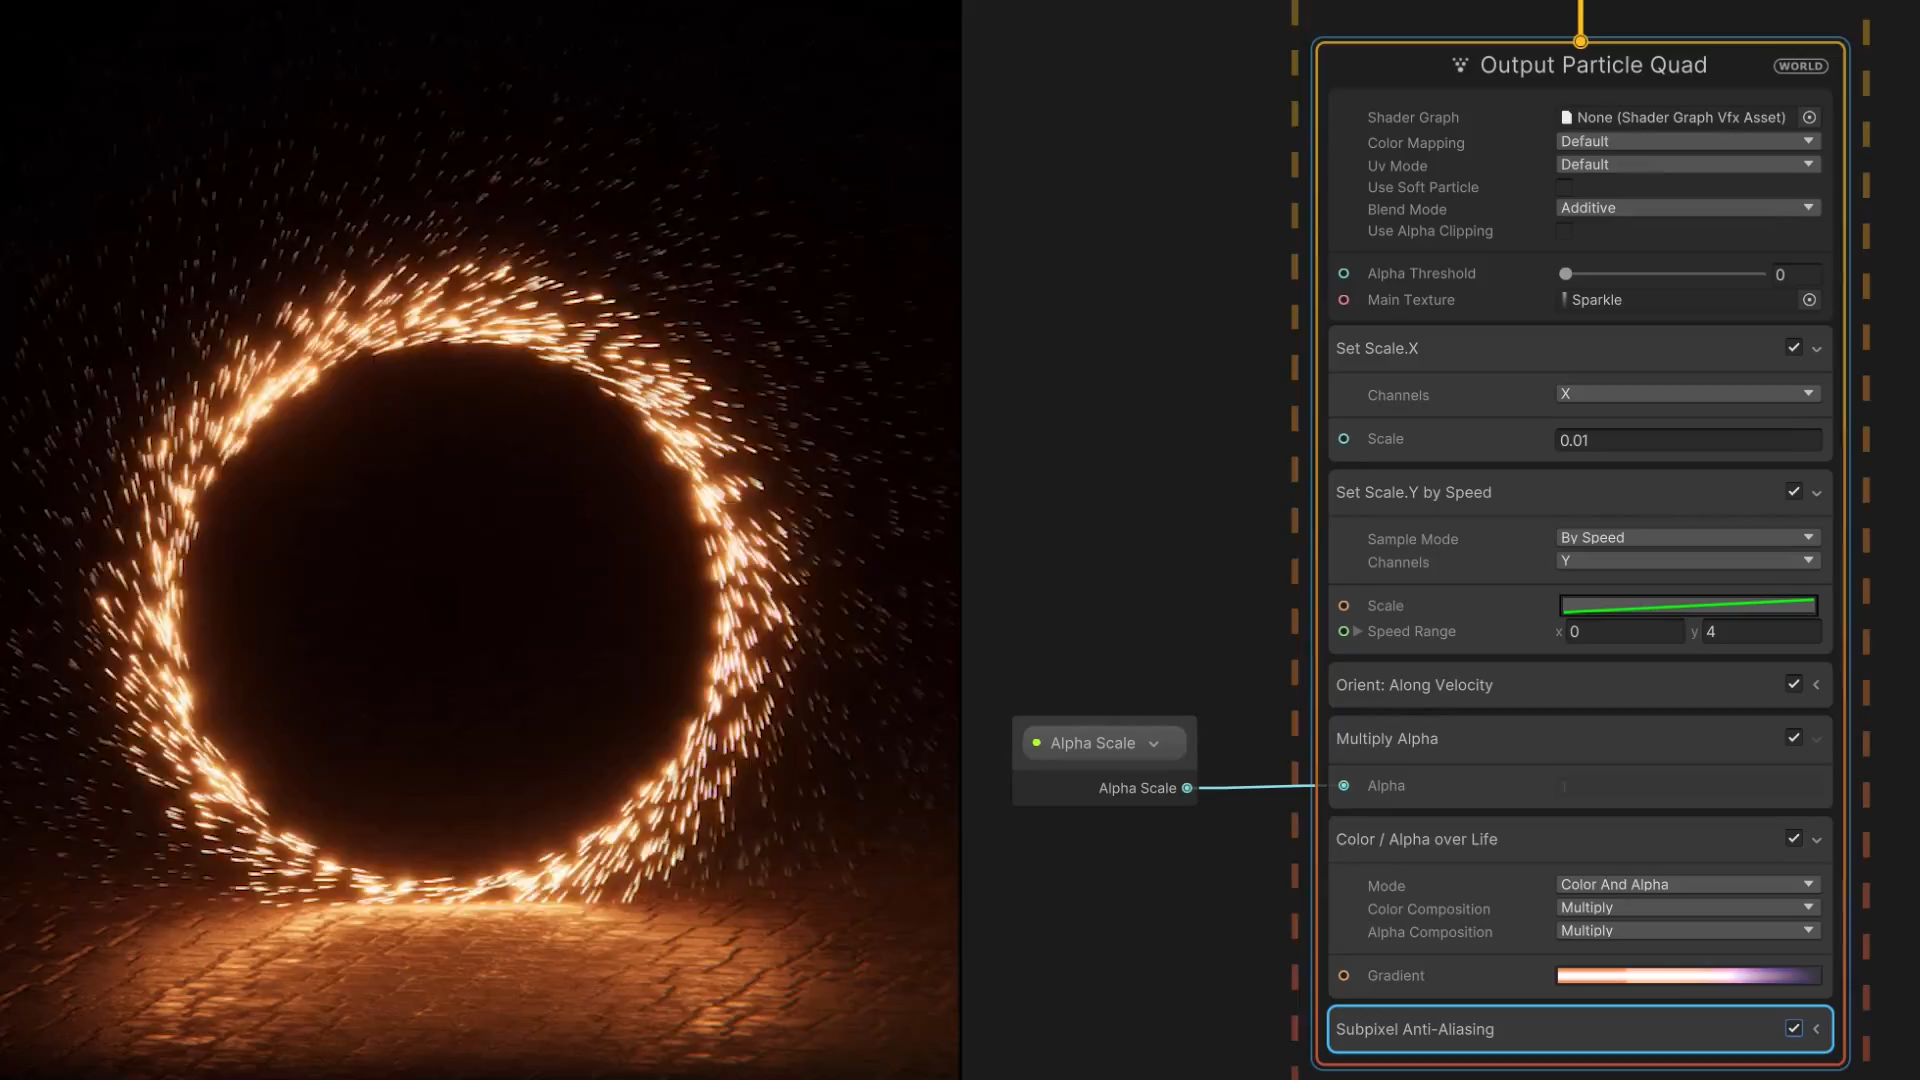 Output Particle Quad WORLD
Shader Graph None (Shader Graph Vfx Asset)
Color Mapping Default
Uv Mode Default
Use Soft Particle
Blend Mode Additive
Use Alpha Clipping
Alpha Threshold 0
Main Texture Sparkle
Set Scale.X
Channels X
Scale 0.01
Set Scale.Y by Speed
Sample Mode By Speed
Channels Y
Scale
Speed Range x 0 y 4
Orient: Along Velocity
Multiply Alpha
Alpha Scale
Alpha Scale
Alpha
Color / Alpha over Life
Mode Color And Alpha
Color Composition Multiply
Alpha Composition Multiply
Gradient
Subpixel Anti-Aliasing